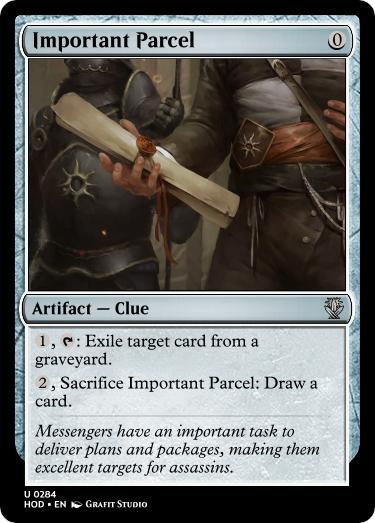 Important Parcel 0
Artifact — Clue
1, : Exile target card from a
graveyard.
2, Sacrifice Important Parcel: Draw a
card.
Messengers have an important task to
deliver plans and packages, making them
excellent targets for assassins.
U 0284
HOD • EN Grafit Studio